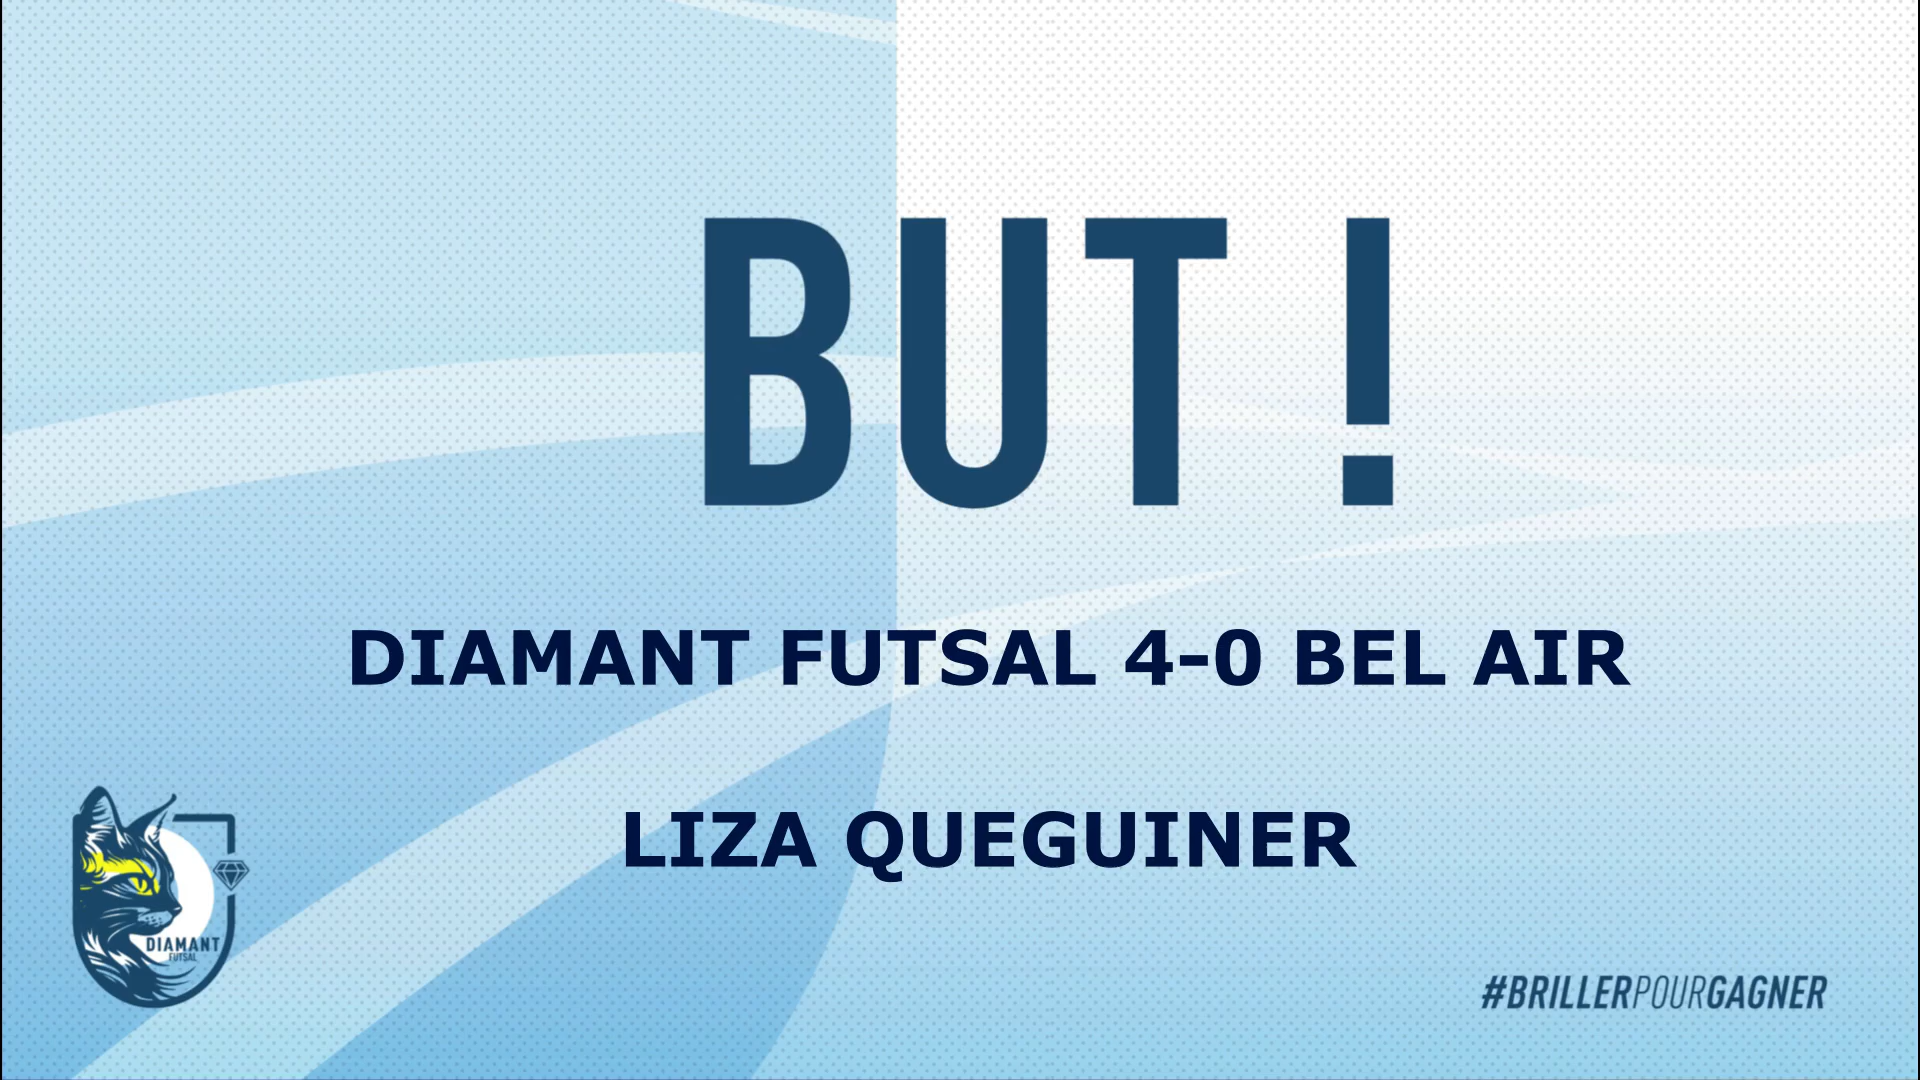 BUT !
DIAMANT FUTSAL 4-0 BEL AIR
LIZA QUEGUINER
DIAMANT
FUTSAL
#BRILLERPOURGAGNER